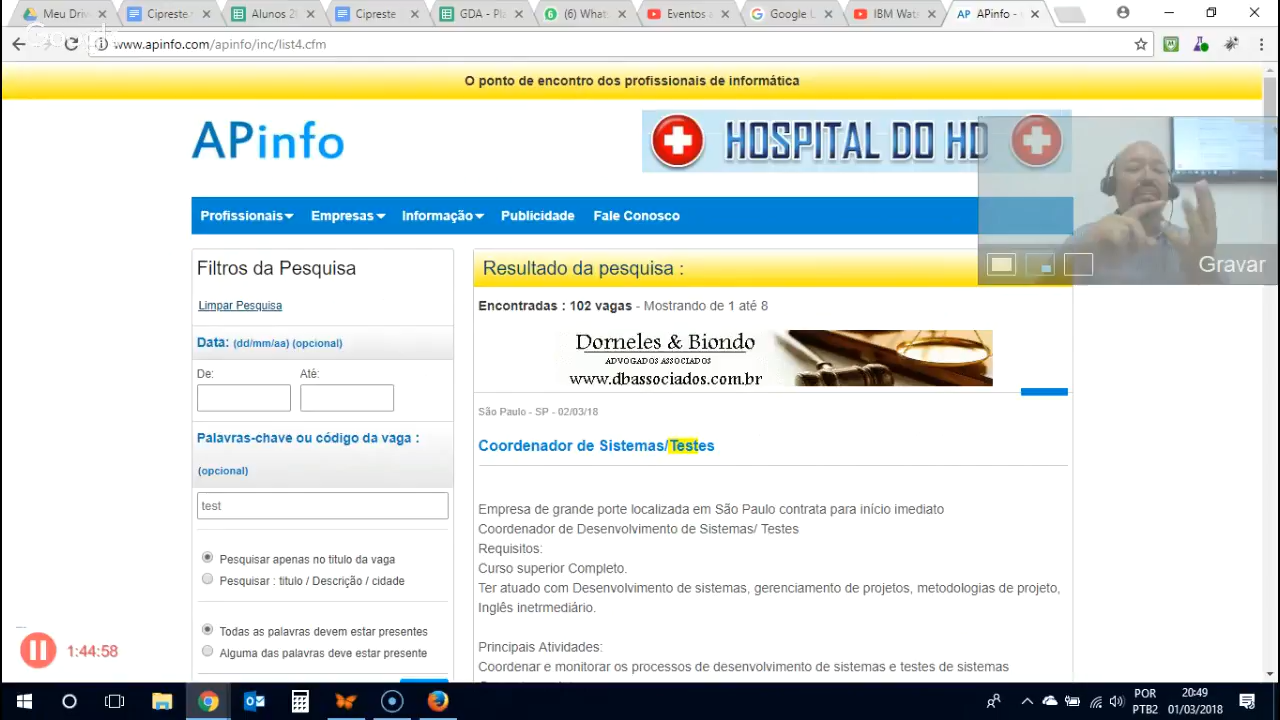 Meu Driv
Cipreste
Alunos 2
Cipreste
GDA - Pla
(6) What
Eventos
Google L
IBM Wat
APinfo -
Google
www.apinfo.com/apinfo/inc/list4.cfm
O ponto de encontro dos profissionais de informática
APinfo
HOSPITAL DO HD
Profissionais
Empresas
Informação
Publicidade
Fale Conosco
Gravar
Filtros da Pesquisa
Limpar Pesquisa
Data: (dd/mm/aa) (opcional)
De:
Até:
Palavras-chave ou código da vaga :
(opcional)
test
Pesquisar apenas no titulo da vaga
Pesquisar : titulo / Descrição / cidade
Todas as palavras devem estar presentes
Alguma das palavras deve estar presente
Resultado da pesquisa :
Encontradas : 102 vagas - Mostrando de 1 até 8
Dorneles & Biondo
ADVOGADOS ASSOCIADOS
www.dbassociados.com.br
São Paulo - SP - 02/03/18
Coordenador de Sistemas/Testes
Empresa de grande porte localizada em São Paulo contrata para início imediato
Coordenador de Desenvolvimento de Sistemas/ Testes
Requisitos:
Curso superior Completo.
Ter atuado com Desenvolvimento de sistemas, gerenciamento de projetos, metodologias de projeto,
Inglês inetrmediário.
Principais Atividades:
Coordenar e monitorar os processos de desenvolvimento de sistemas e testes de sistemas
1:44:58
POR
PTB2
20:49
01/03/2018